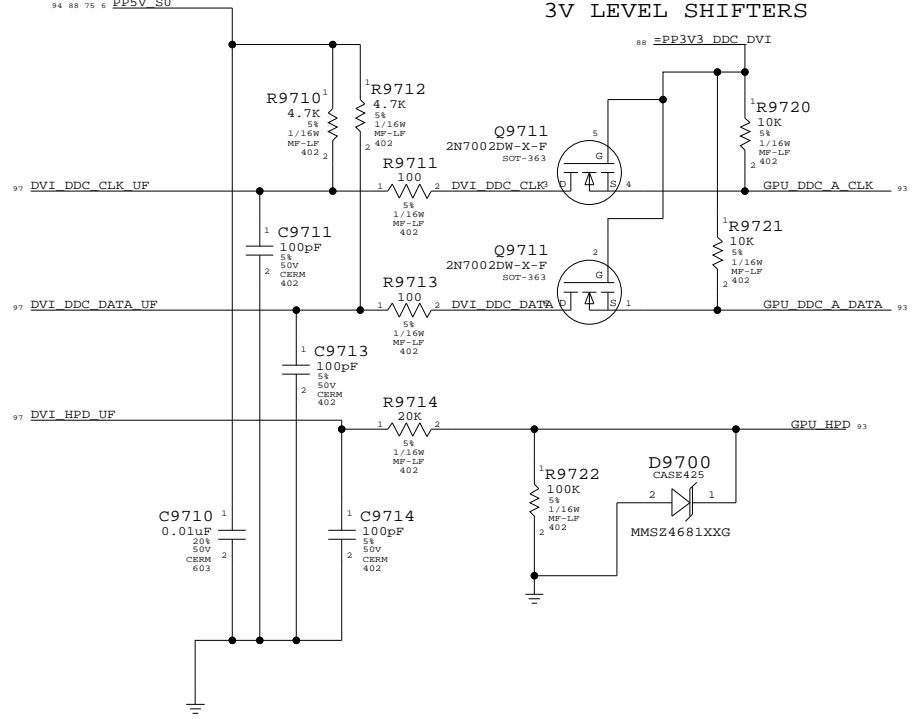 94 88 75 6 PP5V_S0
3V LEVEL SHIFTERS
88 =PP3V3_DDC_DVI
R9710
4.7K
5%
1/16W
MF-LF
402
1
2
R9712
4.7K
5%
1/16W
MF-LF
402
1
2
Q9711
2N7002DW-X-F
SOT-363
5
G
D
S
3
4
R9720
10K
5%
1/16W
MF-LF
402
1
2
97 DVI_DDC_CLK_UF
R9711
100
1
2
5%
1/16W
MF-LF
402
DVI_DDC_CLK
GPU_DDC_A_CLK 93
C9711
100pF
5%
50V
CERM
402
1
2
Q9711
2N7002DW-X-F
SOT-363
2
G
D
S
1
R9721
10K
5%
1/16W
MF-LF
402
1
2
97 DVI_DDC_DATA_UF
R9713
100
1
2
5%
1/16W
MF-LF
402
DVI_DDC_DATA
GPU_DDC_A_DATA 93
C9713
100pF
5%
50V
CERM
402
1
2
97 DVI_HPD_UF
R9714
20K
1
2
5%
1/16W
MF-LF
402
GPU_HPD 93
R9722
100K
5%
1/16W
MF-LF
402
1
2
D9700
CASE425
2
1
MMSZ4681XXG
C9710
0.01uF
20%
50V
CERM
603
1
2
C9714
100pF
5%
50V
CERM
402
1
2